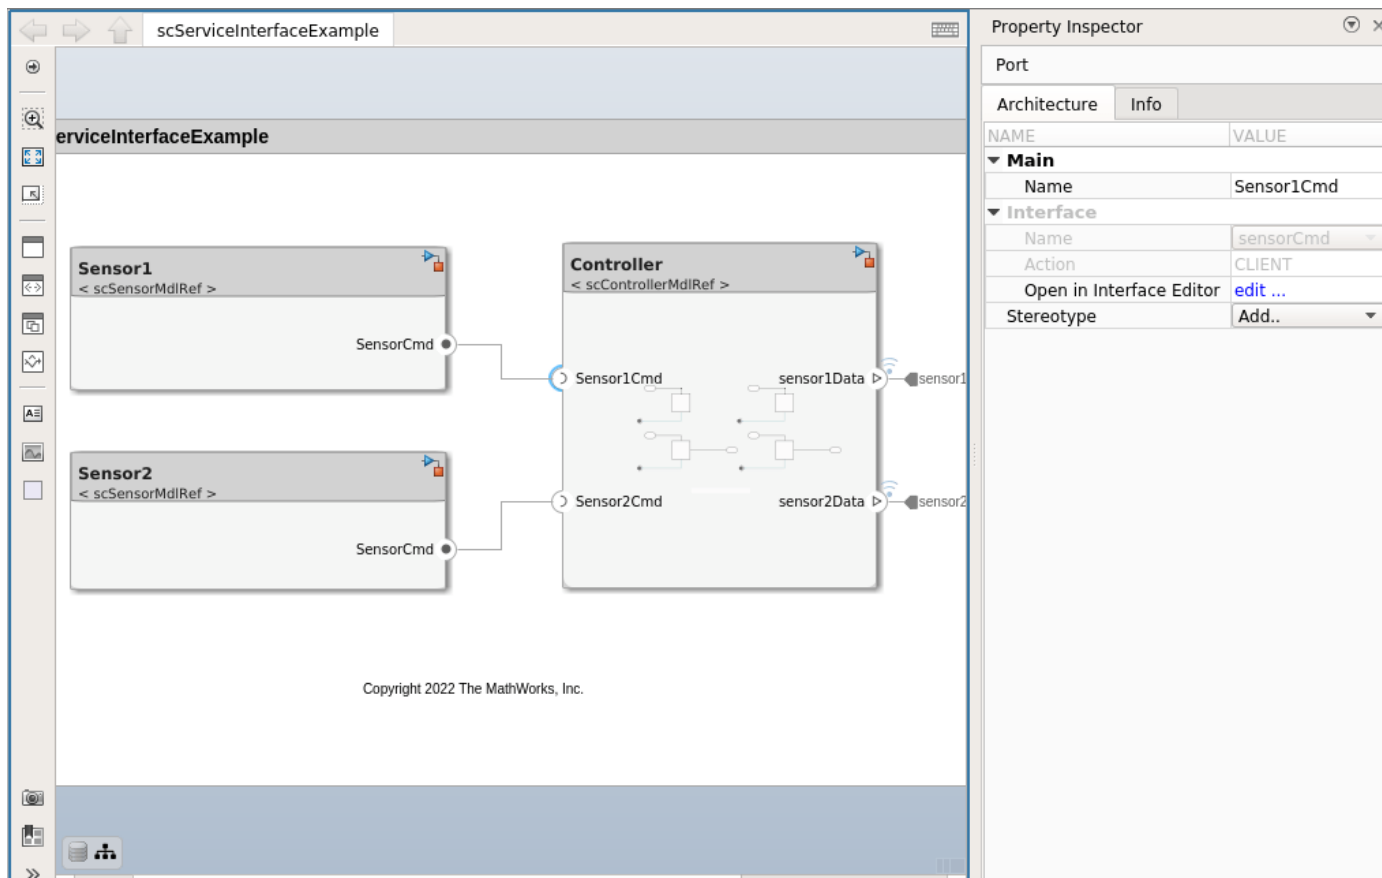 scServiceInterfaceExample
Property Inspector
Port
Architecture Info
NAME VALUE
Main
Name Sensor1Cmd
Interface
Name sensorCmd
Action CLIENT
Open in Interface Editor edit ...
Stereotype Add..
erviceInterfaceExample
Sensor1
< scSensorMdlRef >
SensorCmd
Sensor2
< scSensorMdlRef >
SensorCmd
Controller
< scControllerMdlRef >
Sensor1Cmd sensor1Data sensor1
Sensor2Cmd sensor2Data sensor2
Copyright 2022 The MathWorks, Inc.